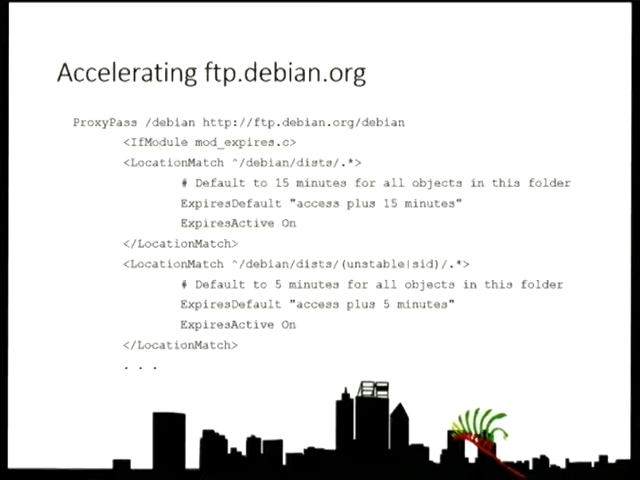 Accelerating ftp.debian.org
ProxyPass /debian http://ftp.debian.org/debian
<IfModule mod_expires.c>
<LocationMatch ^/debian/dists/.*>
# Default to 15 minutes for all objects in this folder
ExpiresDefault "access plus 15 minutes"
ExpiresActive On
</LocationMatch>
<LocationMatch ^/debian/dists/(unstable|sid)/.*>
# Default to 5 minutes for all objects in this folder
ExpiresDefault "access plus 5 minutes"
ExpiresActive On
</LocationMatch>
. . .